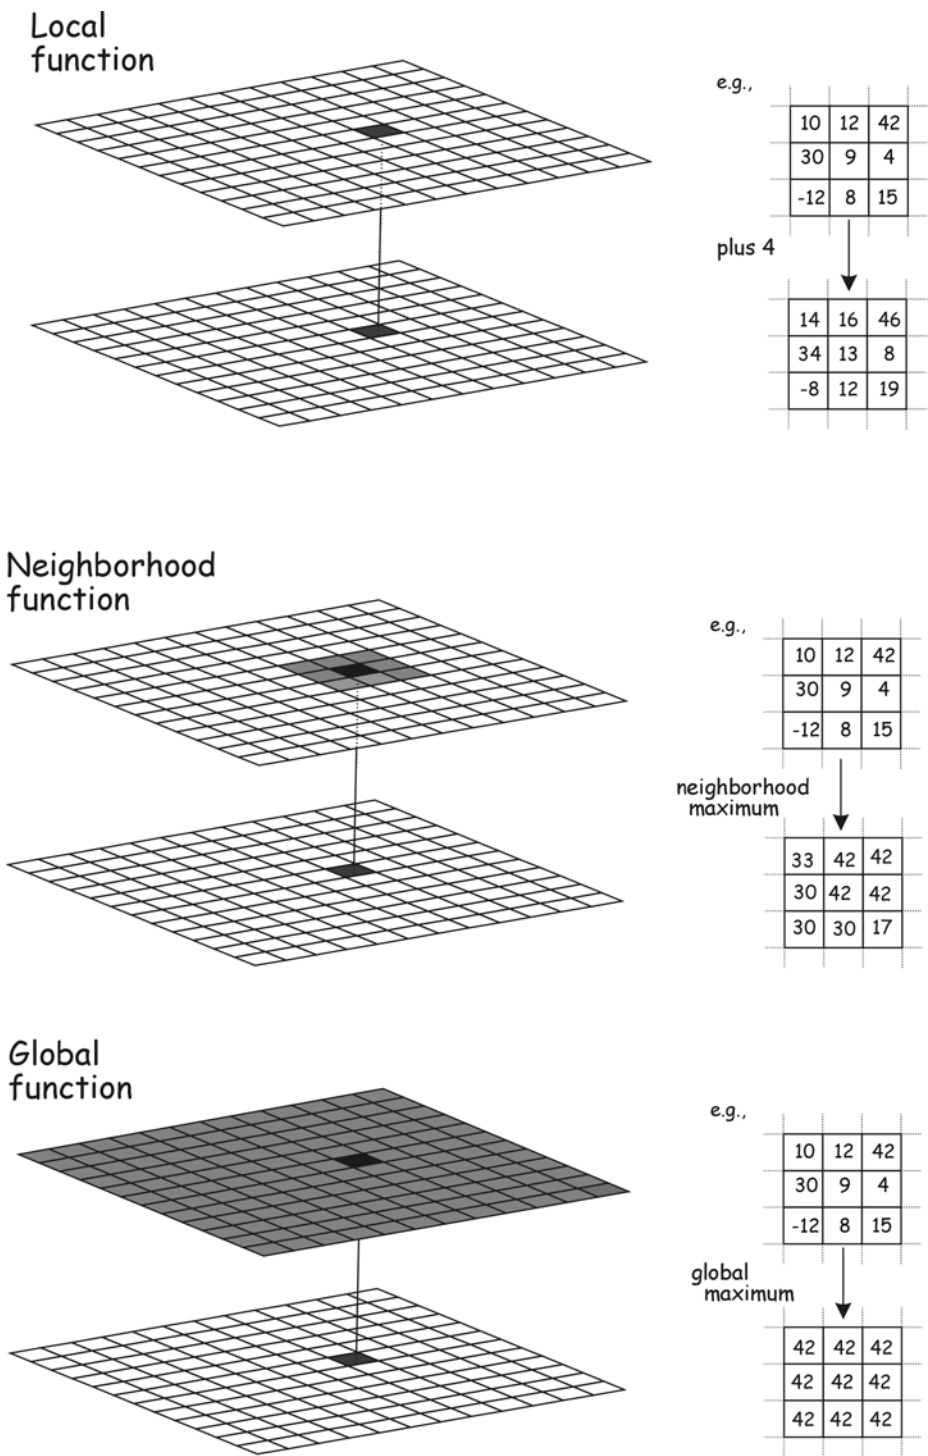 Local
function
e.g.,
10 12 42
30 9 4
-12 8 15
plus 4
14 16 46
34 13 8
-8 12 19
Neighborhood
function
e.g.,
10 12 42
30 9 4
-12 8 15
neighborhood
maximum
33 42 42
30 42 42
30 30 17
Global
function
e.g.,
10 12 42
30 9 4
-12 8 15
global
maximum
42 42 42
42 42 42
42 42 42